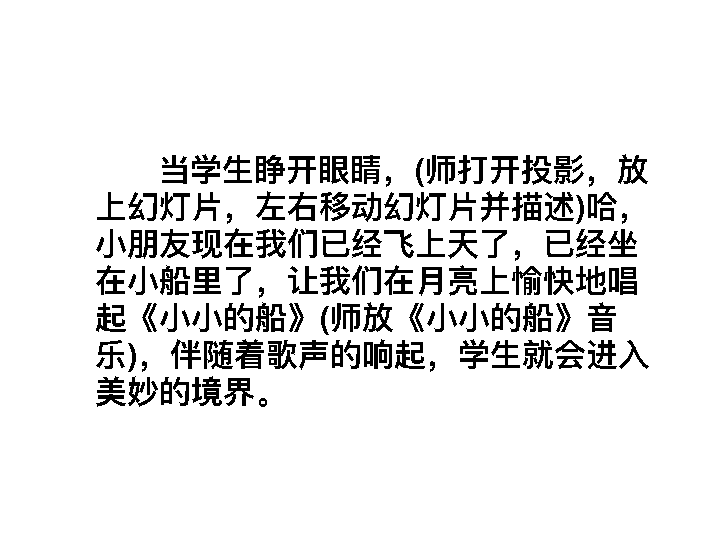 当学生睁开眼睛，(师打开投影，放
上幻灯片，左右移动幻灯片并描述)哈，
小朋友现在我们已经飞上天了，已经坐
在小船里了，让我们在月亮上愉快地唱
起《小小的船》(师放《小小的船》音
乐)，伴随着歌声的响起，学生就会进入
美妙的境界。